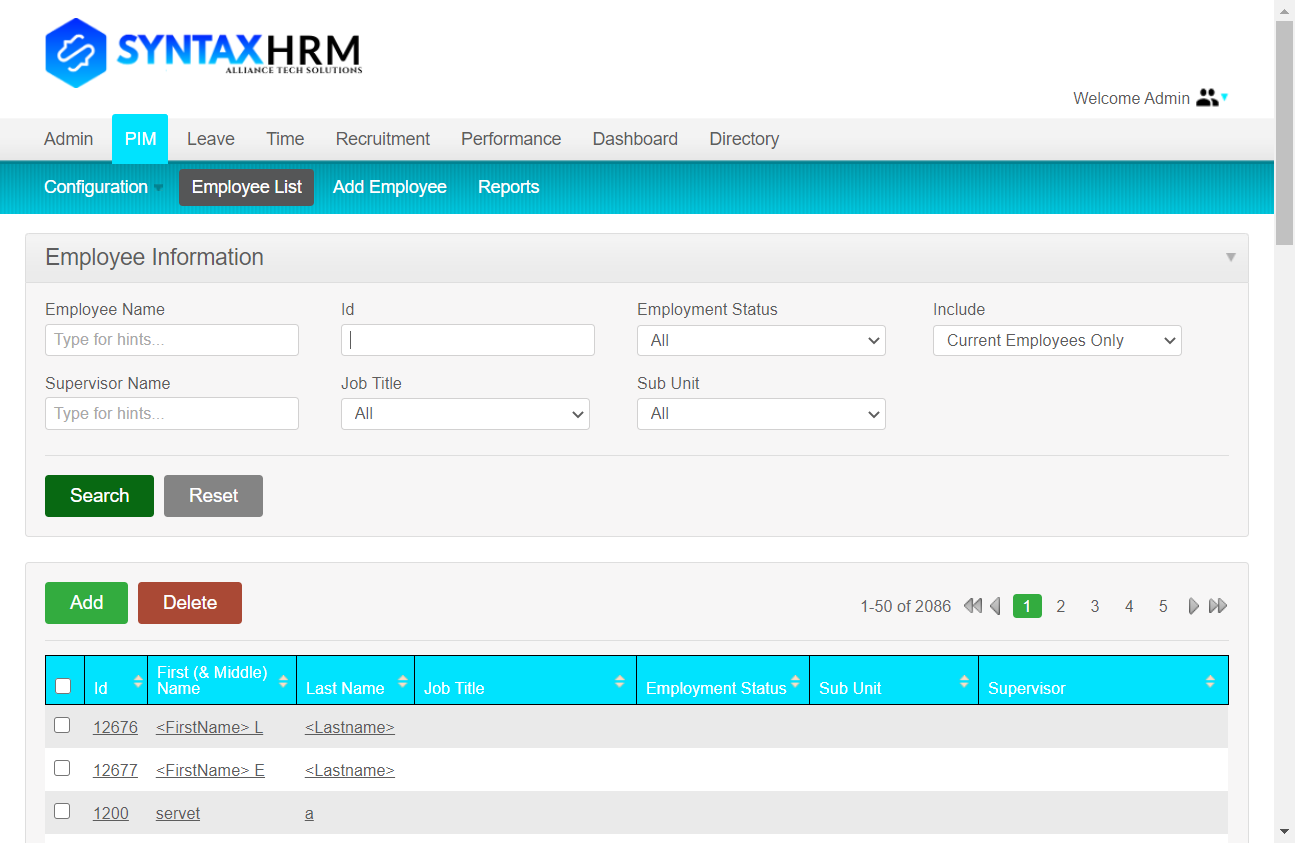 SYNTAXHRM
ALLIANCE TECH SOLUTIONS
Welcome Admin
Admin PIM Leave Time Recruitment Performance Dashboard Directory
Configuration Employee List Add Employee Reports
Employee Information
Employee Name Id Employment Status Include
Type for hints... All Current Employees Only
Supervisor Name Job Title Sub Unit
Type for hints... All All
Search Reset
Add Delete 1-50 of 2086 1 2 3 4 5
Id First (& Middle) Name Last Name Job Title Employment Status Sub Unit Supervisor
12676 <FirstName> L <Lastname>
12677 <FirstName> E <Lastname>
1200 servet a